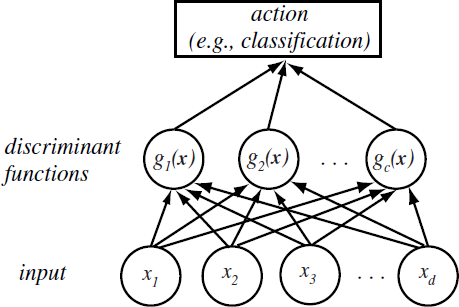 action
(e.g., classification)
discriminant
functions
g1(x) g2(x) . . . gc(x)
input
x1 x2 x3 . . . xd